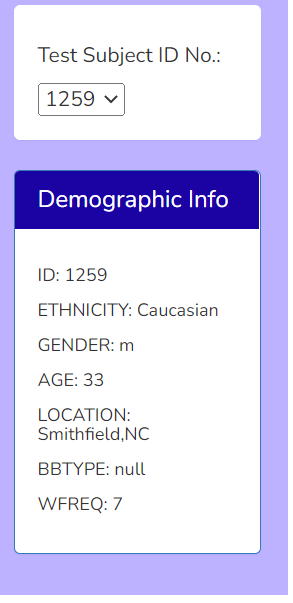 Test Subject ID No.:
1259
Demographic Info
ID: 1259
ETHNICITY: Caucasian
GENDER: m
AGE: 33
LOCATION:
Smithfield,NC
BBTYPE: null
WFREQ: 7